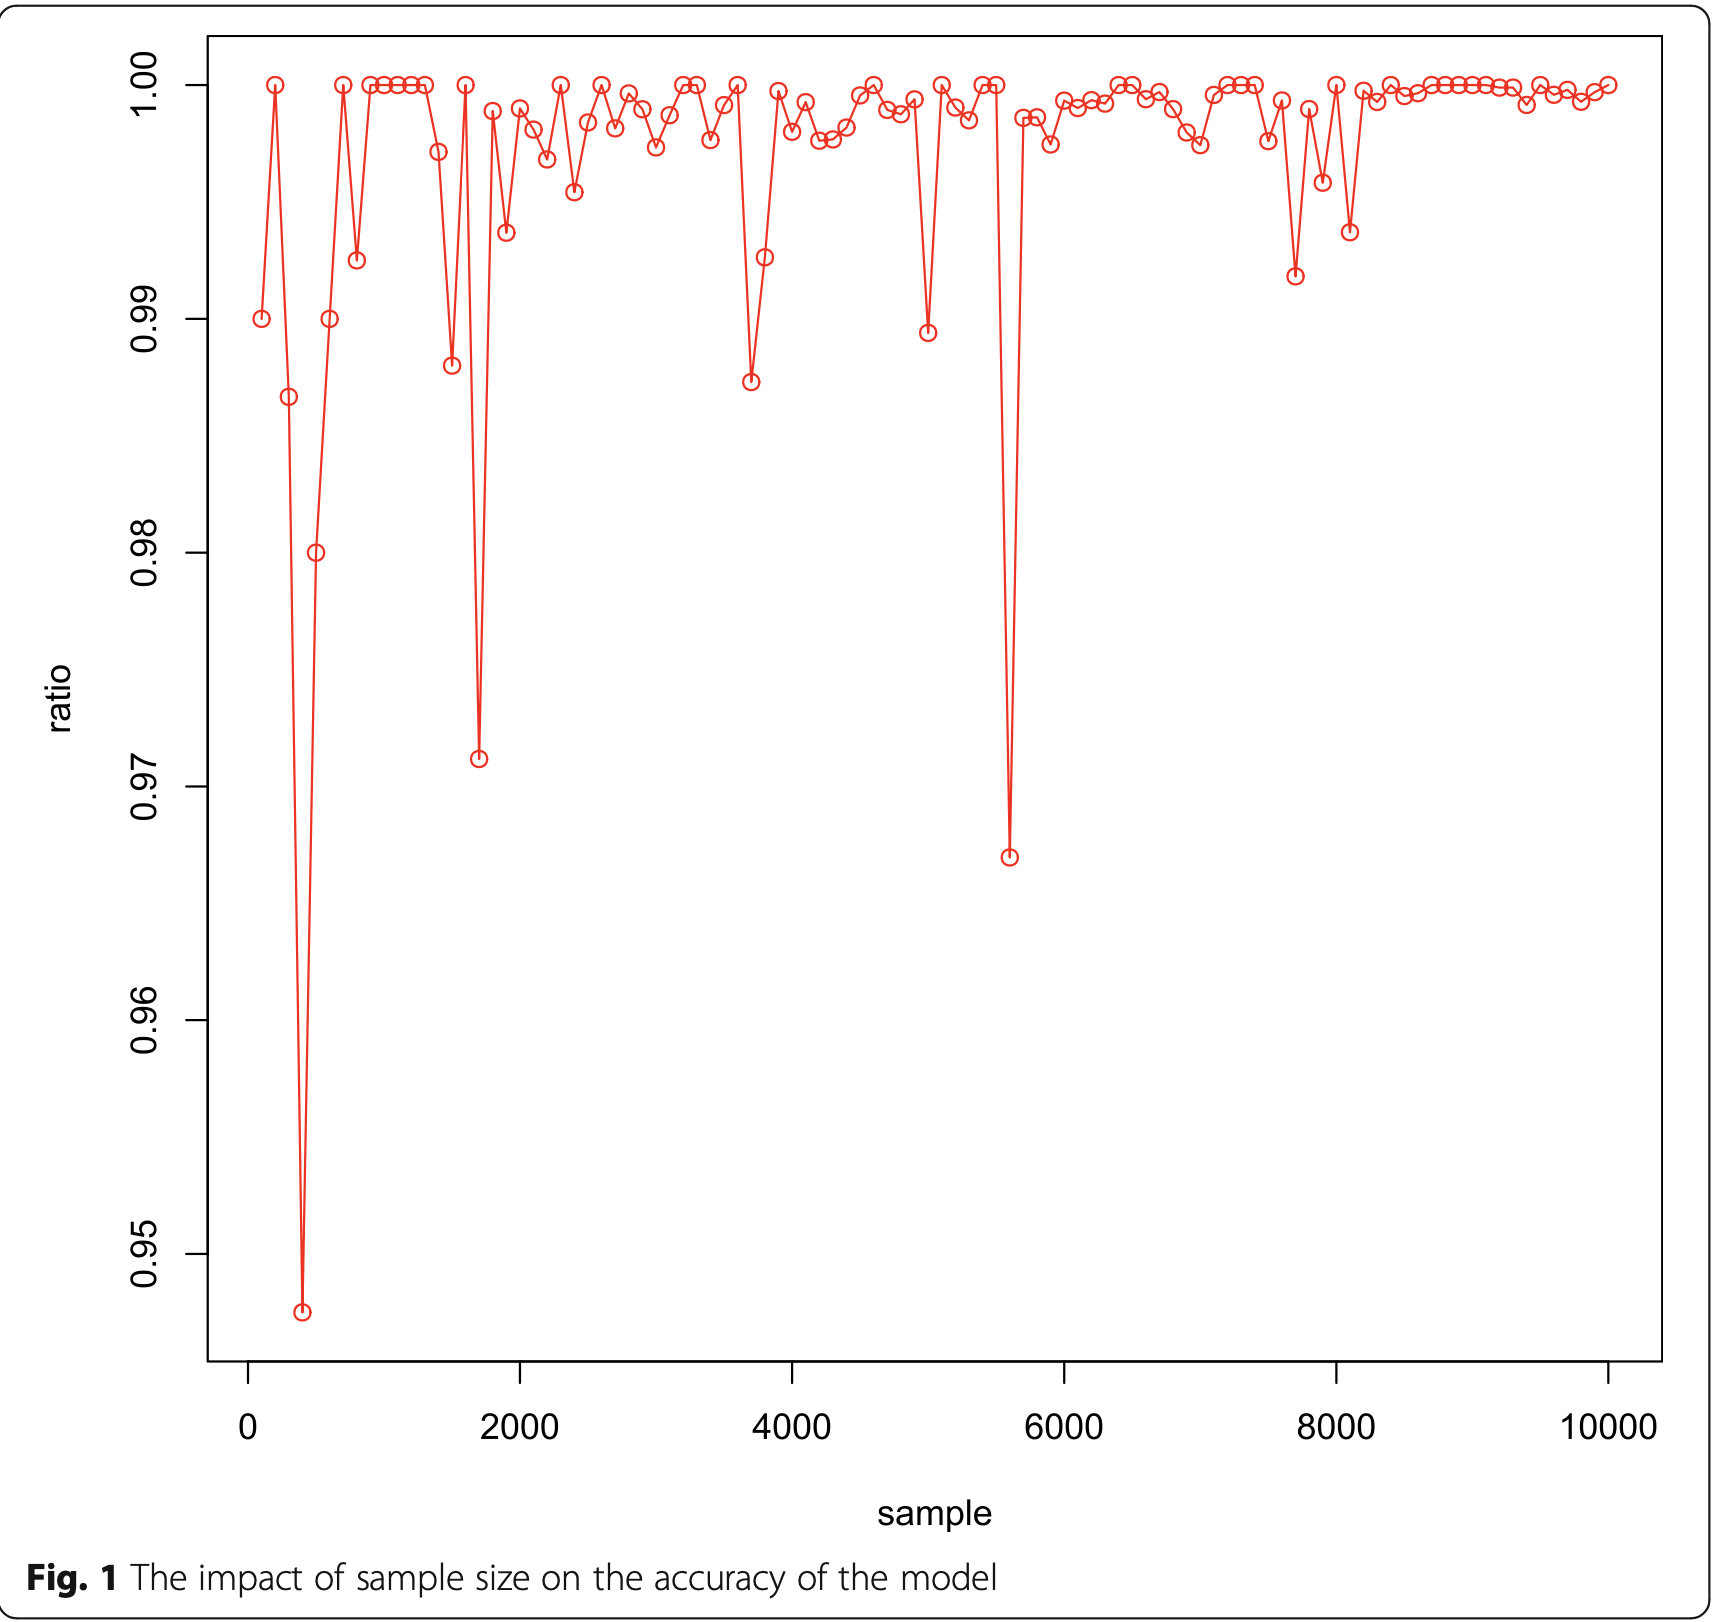 1.00
0.99
0.98
0.97
0.96
0.95
ratio
0 2000 4000 6000 8000 10000
sample
Fig. 1 The impact of sample size on the accuracy of the model